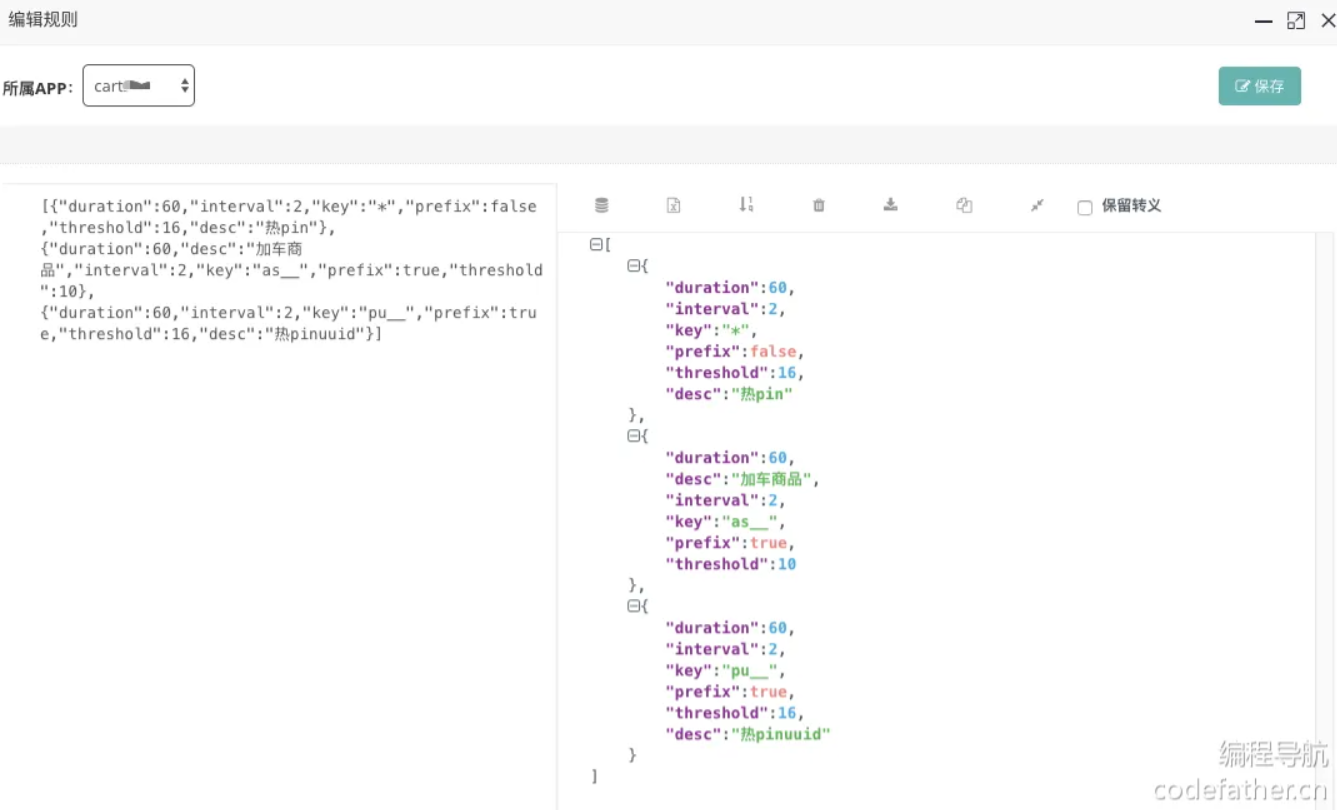 编辑规则
所属APP:
cart
保存
[{"duration":60,"interval":2,"key":"*","prefix":false
,"threshold":16,"desc":"热pin"},
{"duration":60,"desc":"加车商
品","interval":2,"key":"as__","prefix":true,"threshold
":10},
{"duration":60,"interval":2,"key":"pu__","prefix":tru
e,"threshold":16,"desc":"热pinuuid"}]
保留转义
[
{
"duration":60,
"interval":2,
"key":"*",
"prefix":false,
"threshold":16,
"desc":"热pin"
},
{
"duration":60,
"desc":"加车商品",
"interval":2,
"key":"as__",
"prefix":true,
"threshold":10
},
{
"duration":60,
"interval":2,
"key":"pu__",
"prefix":true,
"threshold":16,
"desc":"热pinuuid"
}
]
编程导航
codefather.cn